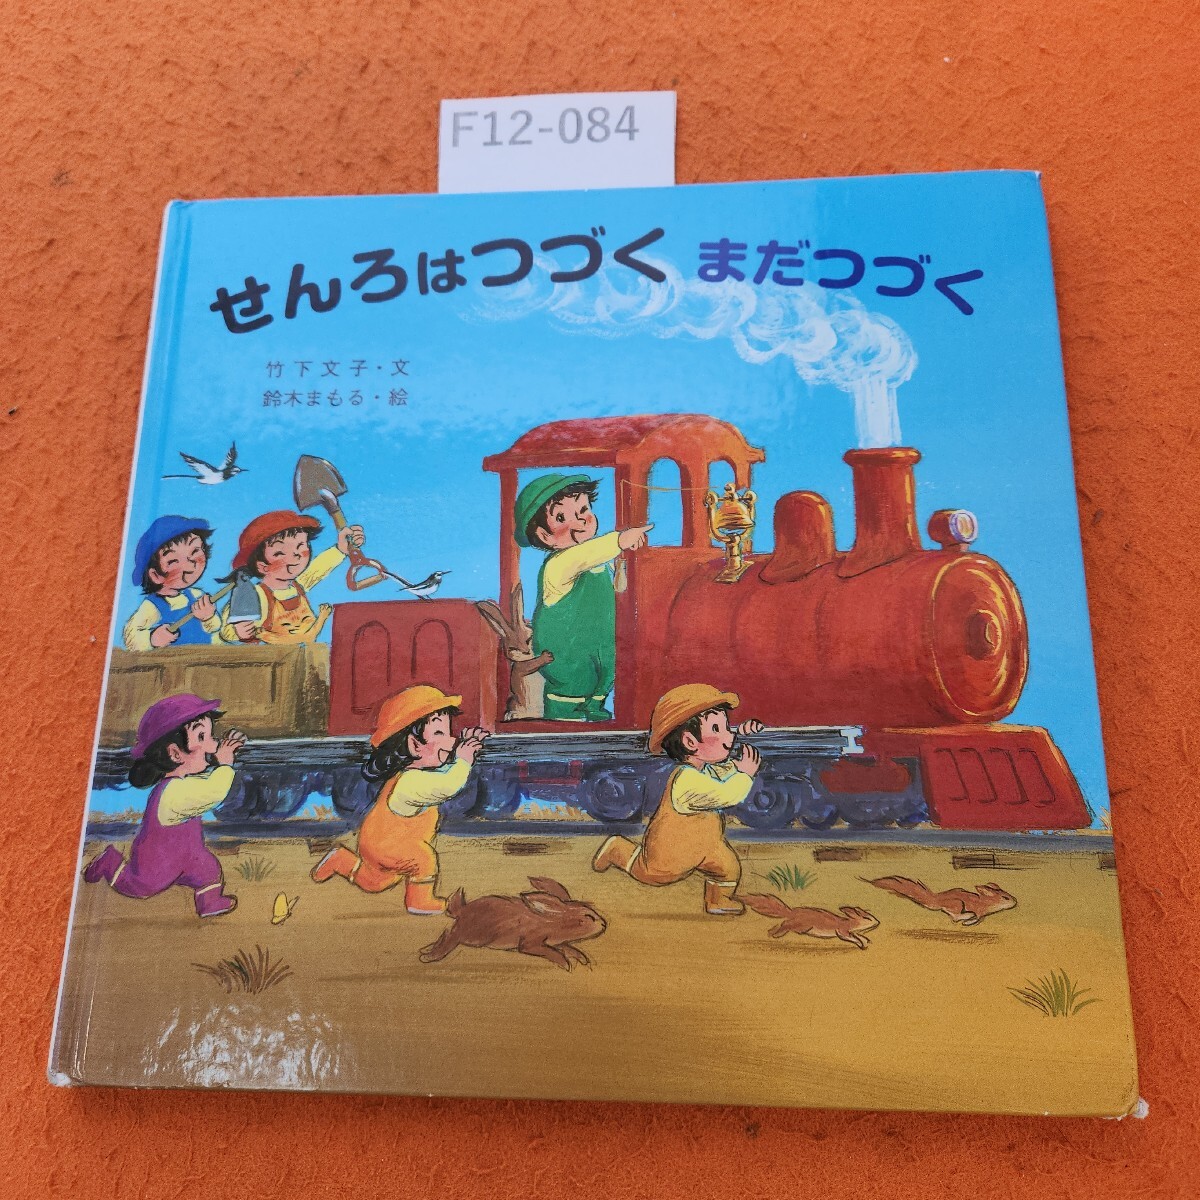 F12-084
せんろはつづく まだつづく
竹下文子・文
鈴木まもる・絵